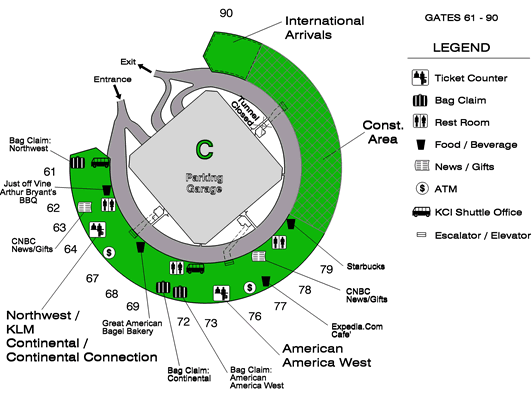 90
International
Arrivals
GATES 61 - 90
LEGEND
Ticket Counter
Bag Claim
Rest Room
Food / Beverage
News / Gifts
$ ATM
KCI Shuttle Office
Escalator / Elevator
Exit
Entrance
Tunnel
Closed
Const.
Area
C
Parking
Garage
Bag Claim:
Northwest
61
Just off Vine
Arthur Bryant's
BBQ
62
63
CNBC
News/Gifts
64
67
68
69
Northwest /
KLM
Continental /
Continental Connection
Great American
Bagel Bakery
72
73
76
77
78
79
$
$
Starbucks
CNBC
News/Gifts
Expedia.Com
Cafe'
American
America West
Bag Claim:
Continental
Bag Claim:
American
America West